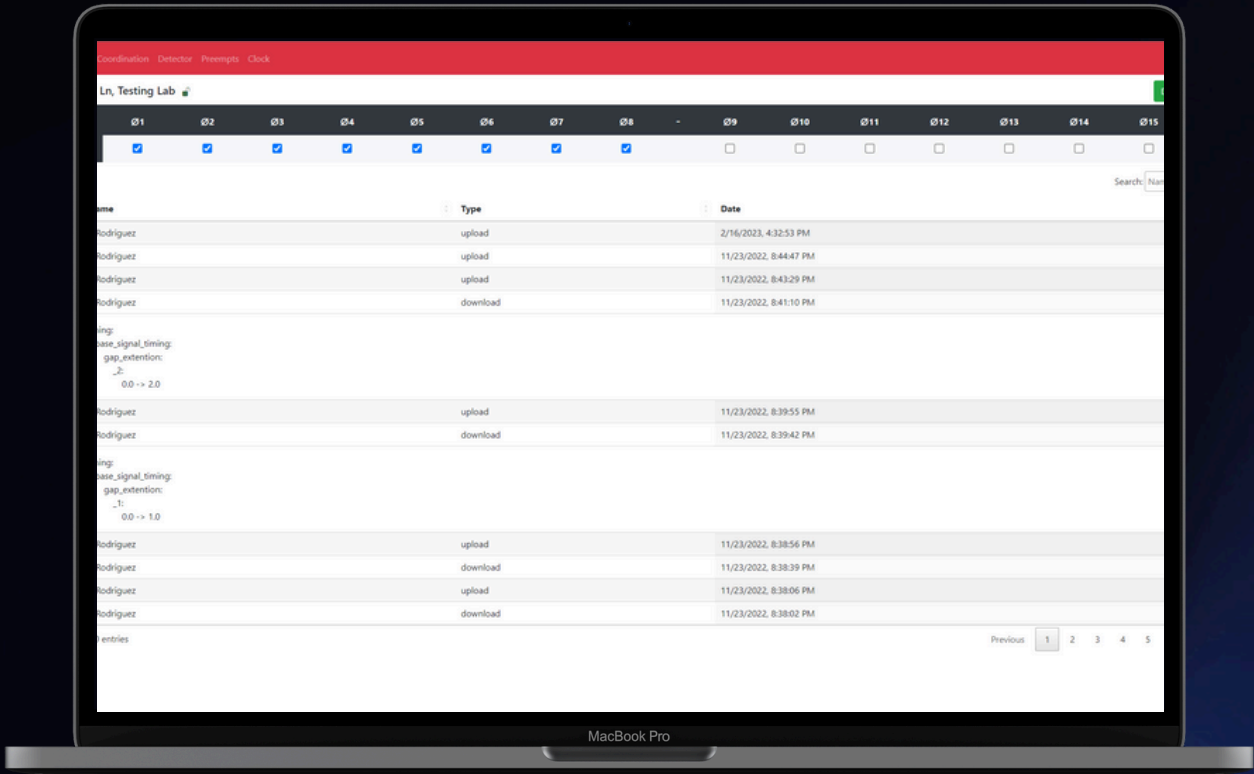 Coordination Detector Preempts Clock
Ln, Testing Lab
Ø1 Ø2 Ø3 Ø4 Ø5 Ø6 Ø7 Ø8 - Ø9 Ø10 Ø11 Ø12 Ø13 Ø14 Ø15
Search: Nam
ame Type Date
Rodriguez upload 2/16/2023, 4:32:53 PM
Rodriguez upload 11/23/2022, 8:44:47 PM
Rodriguez upload 11/23/2022, 8:43:29 PM
Rodriguez download 11/23/2022, 8:41:10 PM
ing:
base_signal_timing:
gap_extention:
_2:
0.0 -> 2.0
Rodriguez upload 11/23/2022, 8:39:55 PM
Rodriguez download 11/23/2022, 8:39:42 PM
ing:
base_signal_timing:
gap_extention:
_1:
0.0 -> 1.0
Rodriguez upload 11/23/2022, 8:38:56 PM
Rodriguez download 11/23/2022, 8:38:39 PM
Rodriguez upload 11/23/2022, 8:38:06 PM
Rodriguez download 11/23/2022, 8:38:02 PM
entries Previous 1 2 3 4 5
MacBook Pro